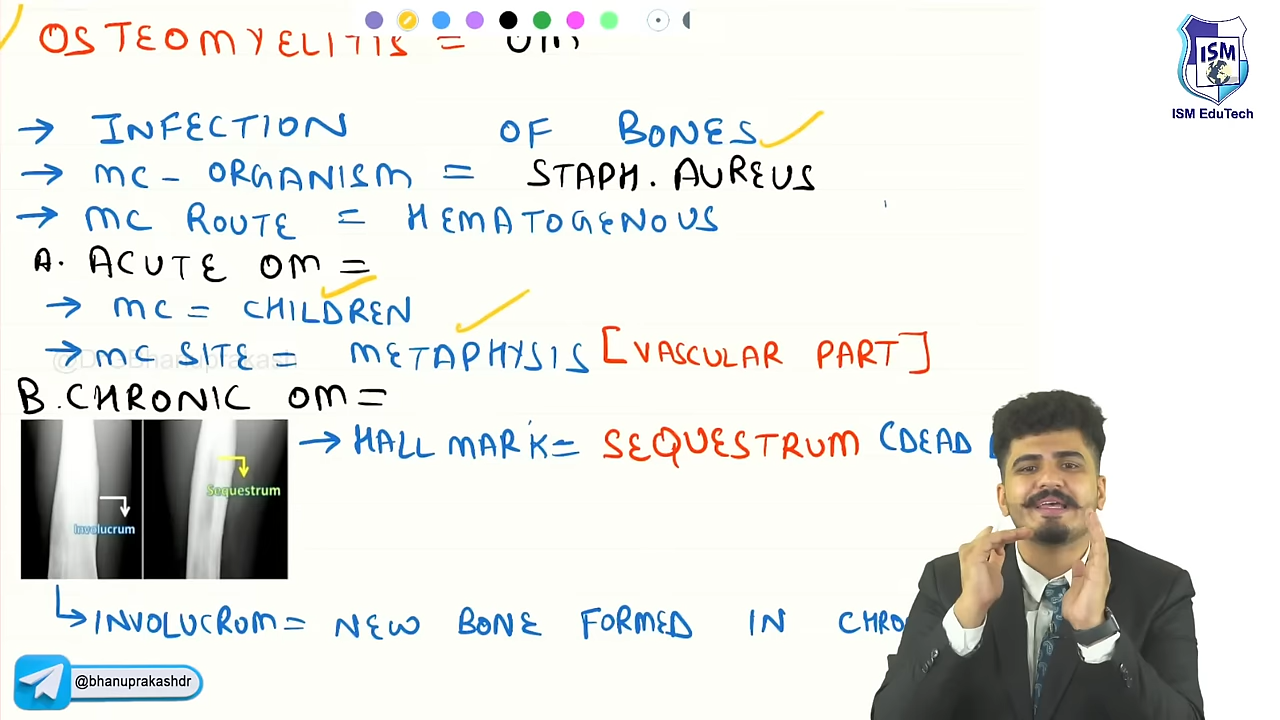 OSTEOMYELITIS = OM
ISM
ISM EduTech
→ INFECTION OF BONES
→ MC - ORGANISM = STAPH. AUREUS
→ MC ROUTE = HEMATOGENOUS
A. ACUTE OM =
→ MC = CHILDREN
→ MC SITE = METAPHYSIS [VASCULAR PART]
B. CHRONIC OM =
→ HALL MARK = SEQUESTRUM (DEAD
Sequestrum
Involucrum
INVOLUCROM = NEW BONE FORMED IN CHRO
@bhanuprakashdr